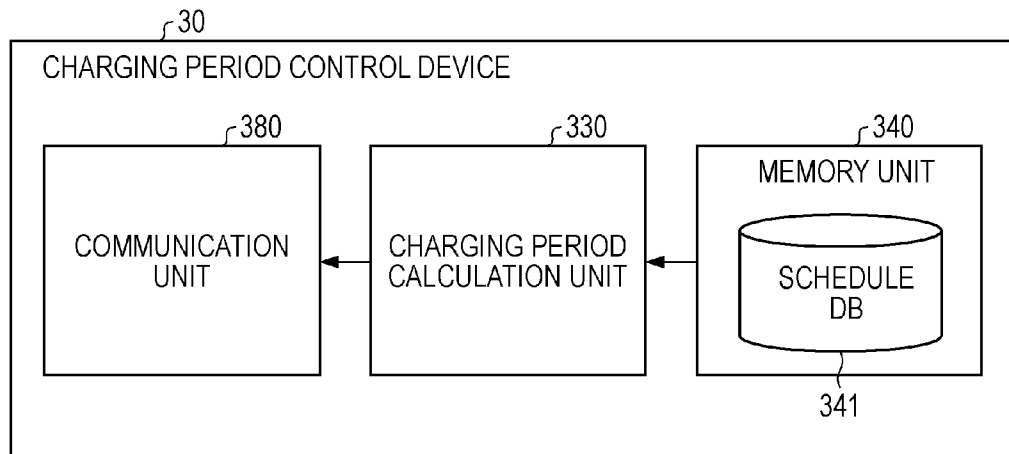 30
CHARGING PERIOD CONTROL DEVICE
380
330
340
COMMUNICATION
UNIT
CHARGING PERIOD
CALCULATION UNIT
MEMORY UNIT
SCHEDULE
DB
341